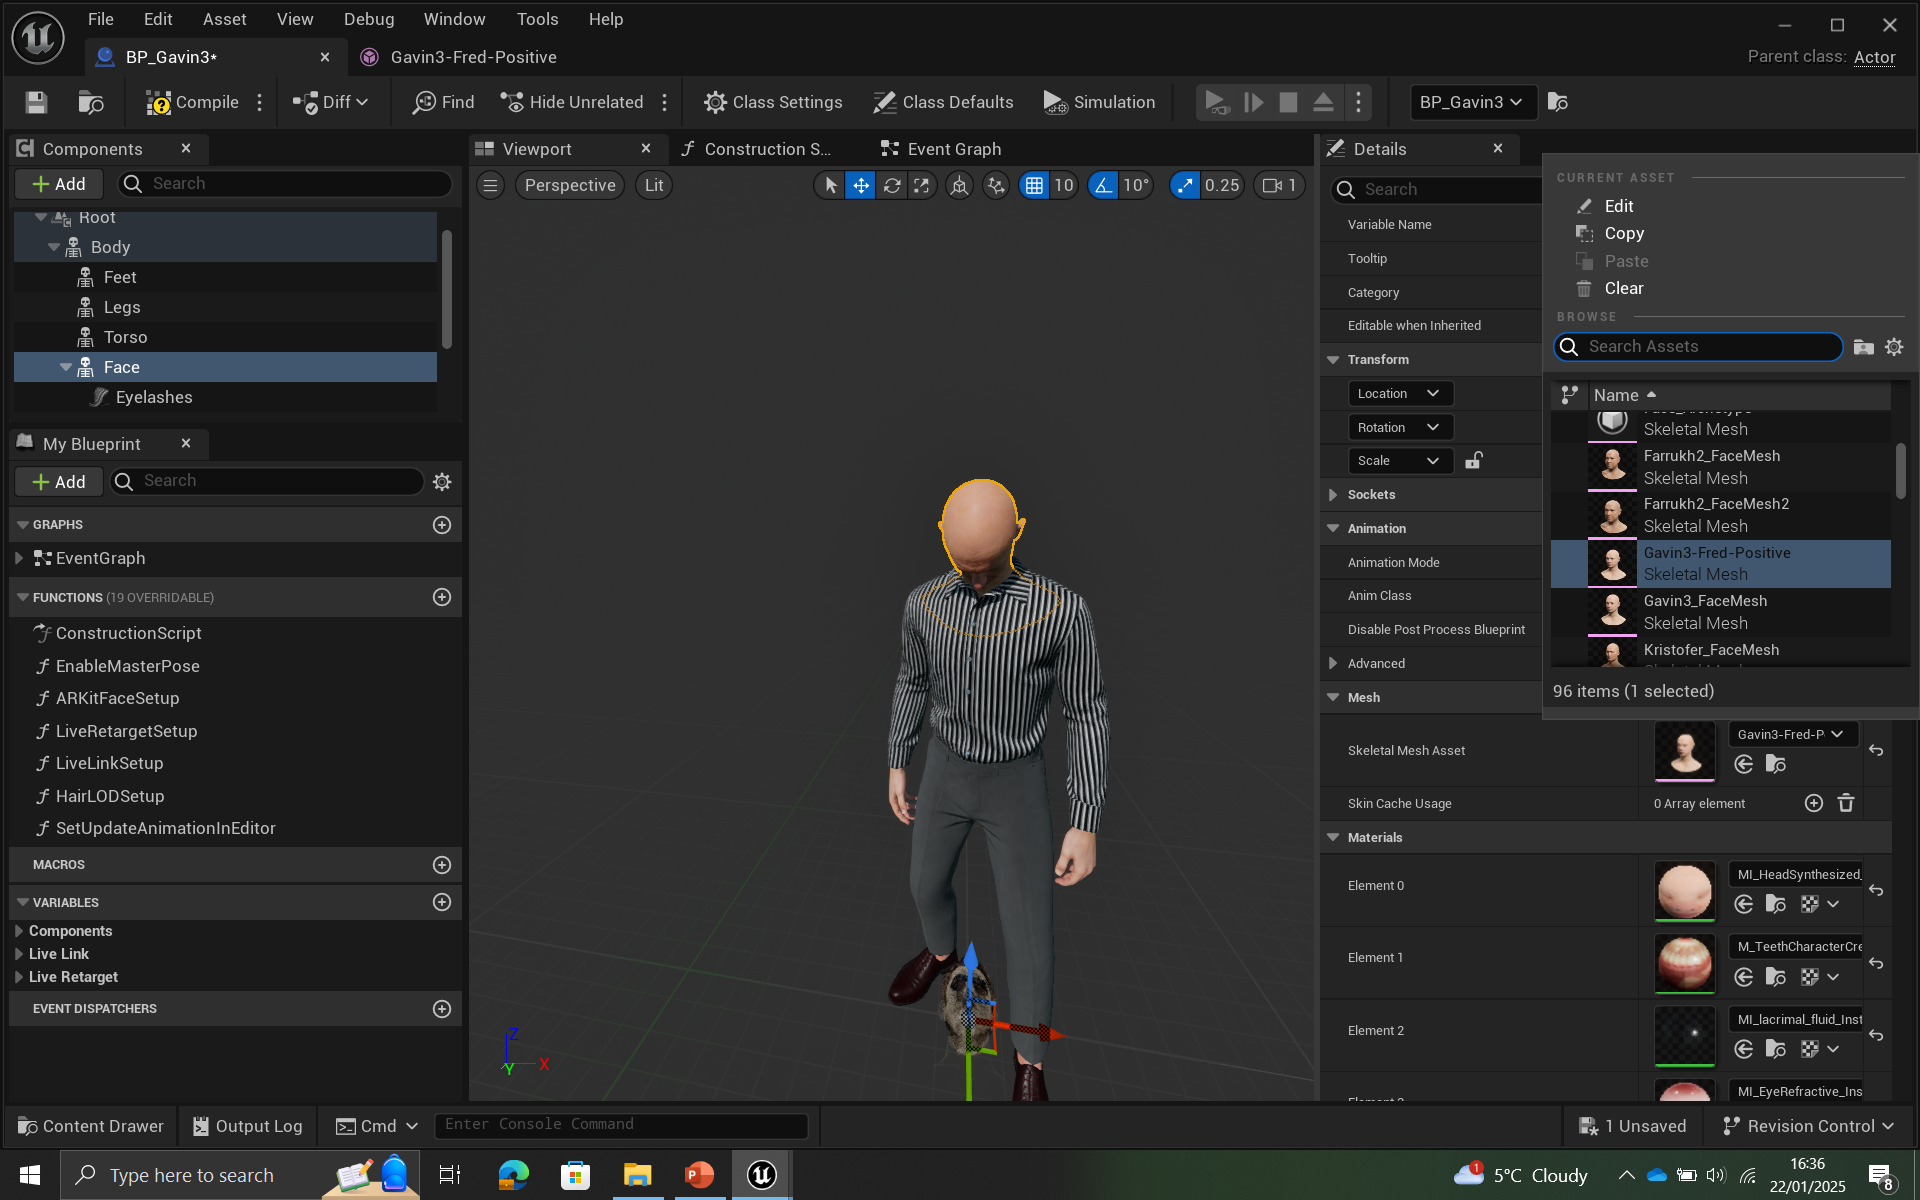 File Edit Asset View Debug Window Tools Help
BP_Gavin3*
Gavin3-Fred-Positive
Parent class: Actor
Compile
Diff
Find
Hide Unrelated
Class Settings
Class Defaults
Simulation
BP_Gavin3
Components
Add
Search
Root
Body
Feet
Legs
Torso
Face
Eyelashes
My Blueprint
Add
Search
GRAPHS
EventGraph
FUNCTIONS (19 OVERRIDABLE)
ConstructionScript
EnableMasterPose
ARKitFaceSetup
LiveRetargetSetup
LiveLinkSetup
HairLODSetup
SetUpdateAnimationInEditor
MACROS
VARIABLES
Components
Live Link
Live Retarget
EVENT DISPATCHERS
Viewport
Construction S...
Event Graph
Perspective
Lit
10
10°
0.25
1
Z
X
Y
Details
Search
Variable Name
Tooltip
Category
Editable when Inherited
Transform
Location
Rotation
Scale
Sockets
Animation
Animation Mode
Anim Class
Disable Post Process Blueprint
Advanced
Mesh
Skeletal Mesh Asset
Gavin3-Fred-P
Skin Cache Usage
0 Array element
Materials
Element 0
MI_HeadSynthesized_
Element 1
M_TeethCharacterCre
Element 2
MI_lacrimal_fluid_Inst
MI_EyeRefractive_Ins
CURRENT ASSET
Edit
Copy
Paste
Clear
BROWSE
Search Assets
Name
Skeletal Mesh
Farrukh2_FaceMesh
Skeletal Mesh
Farrukh2_FaceMesh2
Skeletal Mesh
Gavin3-Fred-Positive
Skeletal Mesh
Gavin3_FaceMesh
Skeletal Mesh
Kristofer_FaceMesh
96 items (1 selected)
Content Drawer
Output Log
Cmd
Enter Console Command
1 Unsaved
Revision Control
Type here to search
1
5°C Cloudy
16:36
22/01/2025
8